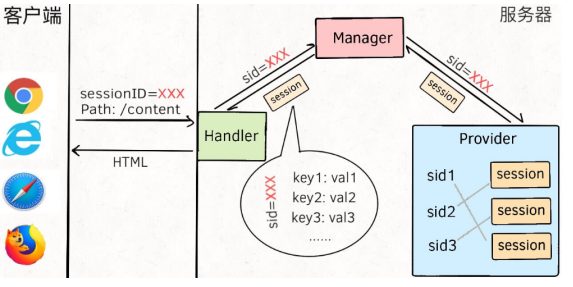 客户端
服务器
Manager
sid=XXX
session
sid=XXX
session
sessionID=XXX
Path: /content
Handler
HTML
sid=XXX
key1: val1
key2: val2
key3: val3
......
Provider
sid1
session
sid2
session
sid3
session